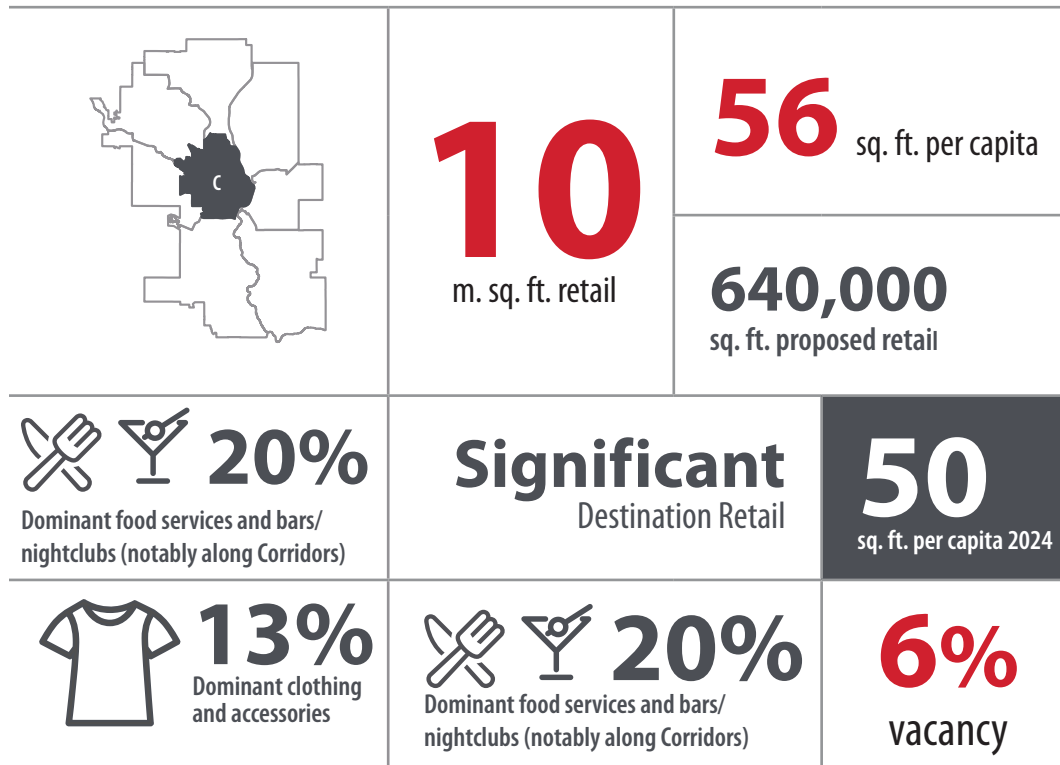 C
10
m. sq. ft. retail
56 sq. ft. per capita
640,000
sq. ft. proposed retail
20%
Dominant food services and bars/
nightclubs (notably along Corridors)
Significant
Destination Retail
50
sq. ft. per capita 2024
13%
Dominant clothing
and accessories
20%
Dominant food services and bars/
nightclubs (notably along Corridors)
6%
vacancy